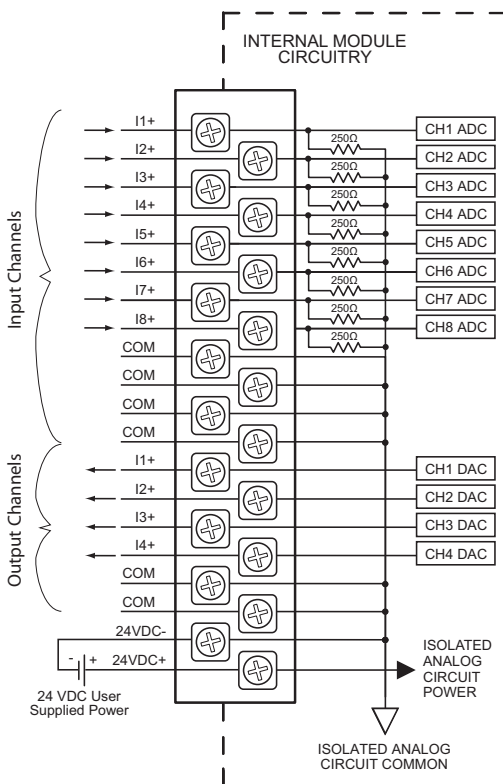 INTERNAL MODULE
CIRCUITRY
Input Channels
I1+
I2+
I3+
I4+
I5+
I6+
I7+
I8+
COM
COM
COM
COM
250Ω
250Ω
250Ω
250Ω
250Ω
250Ω
250Ω
250Ω
CH1 ADC
CH2 ADC
CH3 ADC
CH4 ADC
CH5 ADC
CH6 ADC
CH7 ADC
CH8 ADC
Output Channels
I1+
I2+
I3+
I4+
COM
COM
CH1 DAC
CH2 DAC
CH3 DAC
CH4 DAC
24VDC-
- + 24VDC+
24 VDC User
Supplied Power
ISOLATED
ANALOG
CIRCUIT
POWER
ISOLATED ANALOG
CIRCUIT COMMON